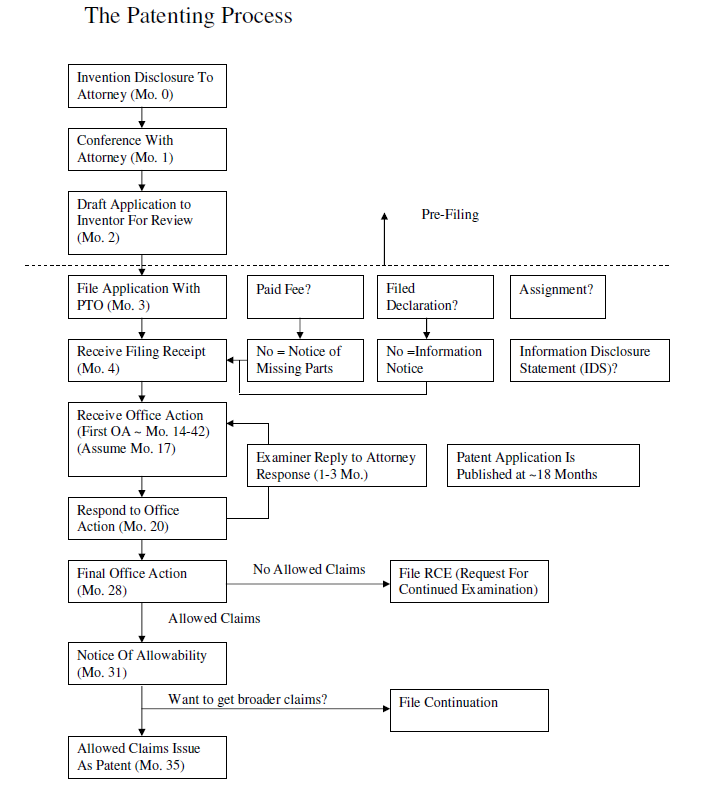 The Patenting Process
Invention Disclosure To
Attorney (Mo. 0)
Conference With
Attorney (Mo. 1)
Draft Application to
Inventor For Review
(Mo. 2)
Pre-Filing
File Application With
PTO (Mo. 3)
Paid Fee?
Filed
Declaration?
Assignment?
Receive Filing Receipt
(Mo. 4)
No = Notice of
Missing Parts
No =Information
Notice
Information Disclosure
Statement (IDS)?
Receive Office Action
(First OA ~ Mo. 14-42)
(Assume Mo. 17)
Examiner Reply to Attorney
Response (1-3 Mo.)
Patent Application Is
Published at ~18 Months
Respond to Office
Action (Mo. 20)
Final Office Action
(Mo. 28)
No Allowed Claims
File RCE (Request For
Continued Examination)
Allowed Claims
Notice Of Allowability
(Mo. 31)
Want to get broader claims?
File Continuation
Allowed Claims Issue
As Patent (Mo. 35)